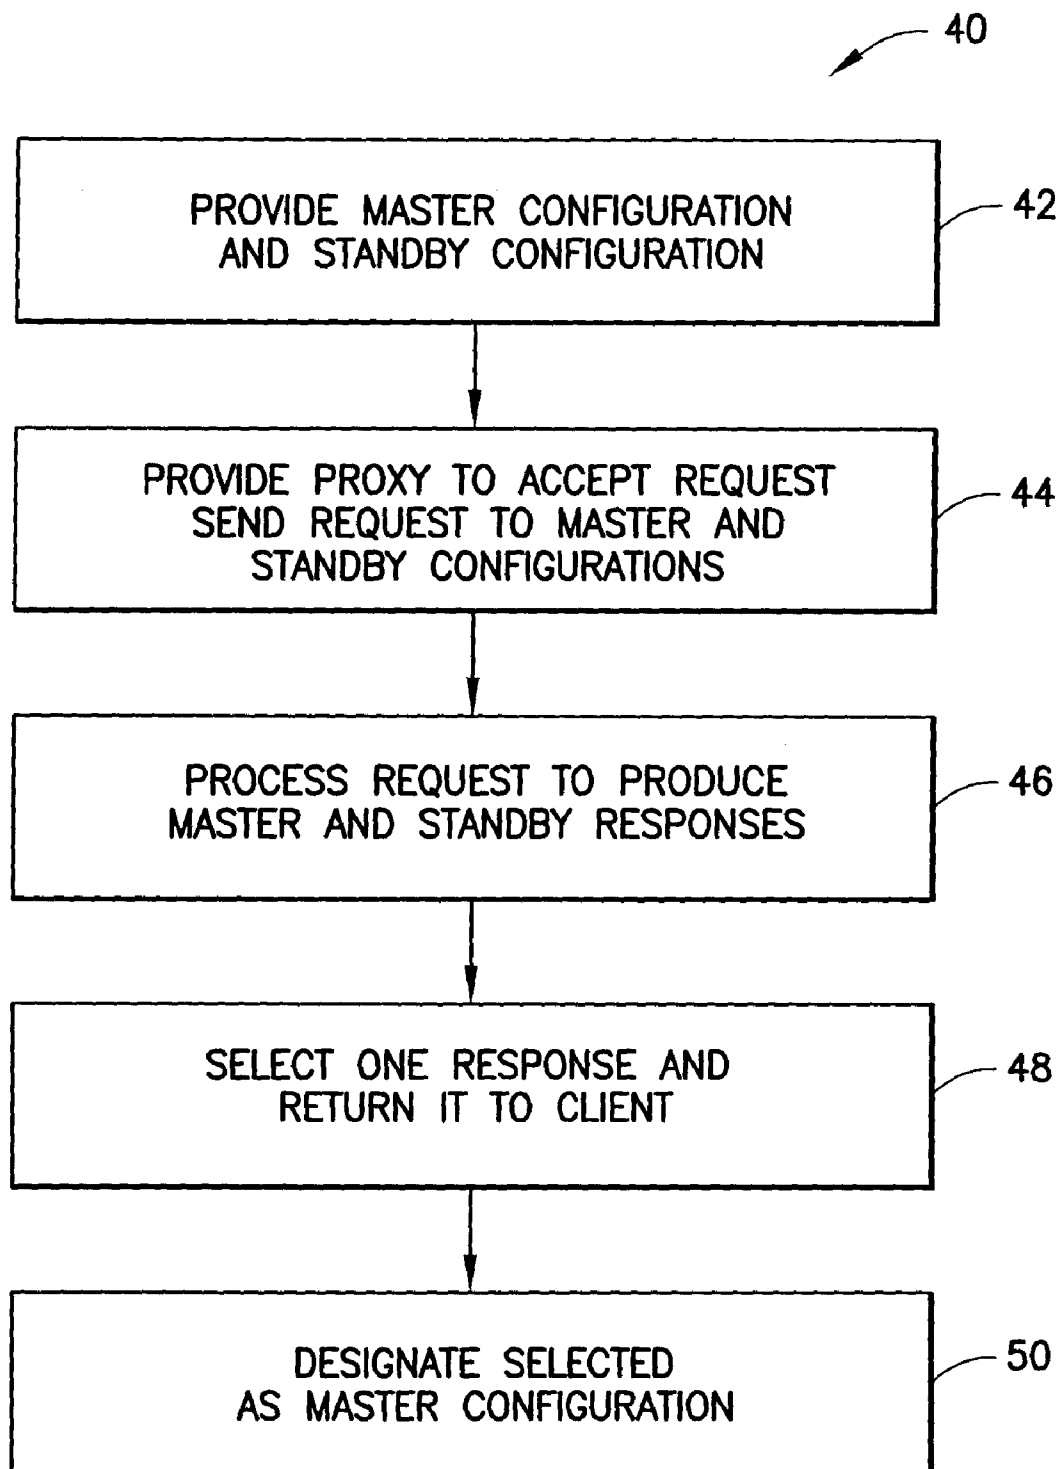 40
PROVIDE MASTER CONFIGURATION
AND STANDBY CONFIGURATION
42
PROVIDE PROXY TO ACCEPT REQUEST
SEND REQUEST TO MASTER AND
STANDBY CONFIGURATIONS
44
PROCESS REQUEST TO PRODUCE
MASTER AND STANDBY RESPONSES
46
SELECT ONE RESPONSE AND
RETURN IT TO CLIENT
48
DESIGNATE SELECTED
AS MASTER CONFIGURATION
50